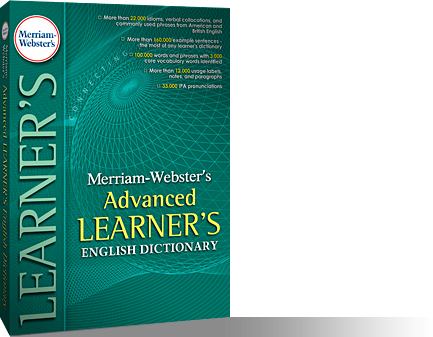 Merriam-
Webster's
More than 22,000 idioms, verbal collocations, and
commonly used phrases from American and
British English
More than 160,000 example sentences -
the most of any learner's dictionary
100,000 words and phrases with 3,000
core vocabulary words identified
More than 12,000 usage labels,
notes, and paragraphs
33,000 IPA pronunciations
CONNECTING
LEARNER'S
Merriam-Webster's
Advanced
LEARNER'S
ENGLISH DICTIONARY
Merriam-
Webster's
Advanced LEARNER'S English Dictionary
LEARNER'S